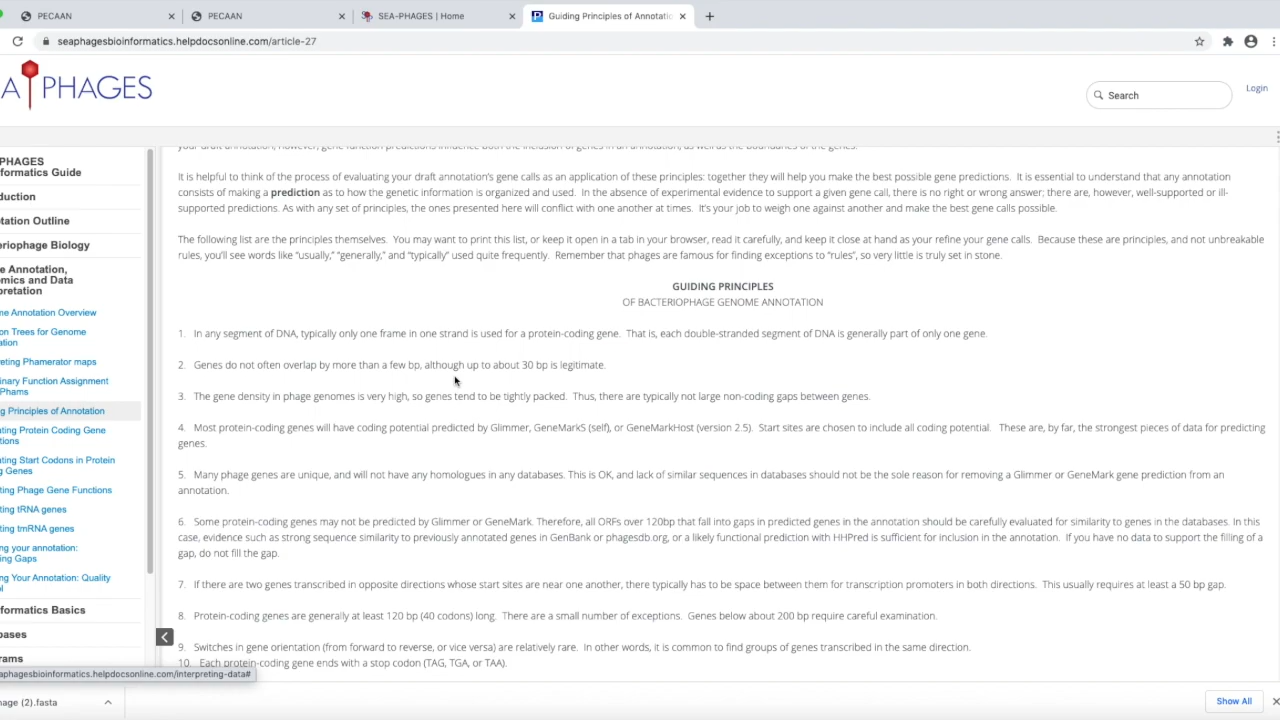 PECAAN
PECAAN
SEA-PHAGES | Home
Guiding Principles of Annotatio
seaphagesbioinformatics.helpdocsonline.com/article-27
A PHAGES
Search
Login
PHAGES
formatics Guide
duction
tation Outline
eriophage Biology
e Annotation,
omics and Data
pretation
me Annotation Overview
on Trees for Genome
ation
eting Phamerator maps
inary Function Assignment
Phams
g Principles of Annotation
ating Protein Coding Gene
tions
ating Start Codons in Protein
g Genes
ting Phage Gene Functions
ting tRNA genes
ting tmRNA genes
ng your annotation:
ing Gaps
ng Your Annotation: Quality
ol
nformatics Basics
bases
rams
your draft annotation, however, gene function predictions influence both the inclusion of genes in an annotation, as well as the boundaries of the genes.
It is helpful to think of the process of evaluating your draft annotation's gene calls as an application of these principles: together they will help you make the best possible gene predictions. It is essential to understand that any annotation
consists of making a prediction as to how the genetic information is organized and used. In the absence of experimental evidence to support a given gene call, there is no right or wrong answer; there are, however, well-supported or ill-
supported predictions. As with any set of principles, the ones presented here will conflict with one another at times. It's your job to weigh one against another and make the best gene calls possible.
The following list are the principles themselves. You may want to print this list, or keep it open in a tab in your browser, read it carefully, and keep it close at hand as your refine your gene calls. Because these are principles, and not unbreakable
rules, you'll see words like "usually," "generally," and "typically" used quite frequently. Remember that phages are famous for finding exceptions to "rules", so very little is truly set in stone.
GUIDING PRINCIPLES
OF BACTERIOPHAGE GENOME ANNOTATION
1. In any segment of DNA, typically only one frame in one strand is used for a protein-coding gene. That is, each double-stranded segment of DNA is generally part of only one gene.
2. Genes do not often overlap by more than a few bp, although up to about 30 bp is legitimate.
3. The gene density in phage genomes is very high, so genes tend to be tightly packed. Thus, there are typically not large non-coding gaps between genes.
4. Most protein-coding genes will have coding potential predicted by Glimmer, GeneMarkS (self), or GeneMarkHost (version 2.5). Start sites are chosen to include all coding potential. These are, by far, the strongest pieces of data for predicting
genes.
5. Many phage genes are unique, and will not have any homologues in any databases. This is OK, and lack of similar sequences in databases should not be the sole reason for removing a Glimmer or GeneMark gene prediction from an
annotation.
6. Some protein-coding genes may not be predicted by Glimmer or GeneMark. Therefore, all ORFs over 120bp that fall into gaps in predicted genes in the annotation should be carefully evaluated for similarity to genes in the databases. In this
case, evidence such as strong sequence similarity to previously annotated genes in GenBank or phagesdb.org, or a likely functional prediction with HHPred is sufficient for inclusion in the annotation. If you have no data to support the filling of a
gap, do not fill the gap.
7. If there are two genes transcribed in opposite directions whose start sites are near one another, there typically has to be space between them for transcription promoters in both directions. This usually requires at least a 50 bp gap.
8. Protein-coding genes are generally at least 120 bp (40 codons) long. There are a small number of exceptions. Genes below about 200 bp require careful examination.
9. Switches in gene orientation (from forward to reverse, or vice versa) are relatively rare. In other words, it is common to find groups of genes transcribed in the same direction.
10. Each protein-coding gene ends with a stop codon (TAG, TGA, or TAA).
aphagesbioinformatics.helpdocsonline.com/interpreting-data#
hage (2).fasta
Show All